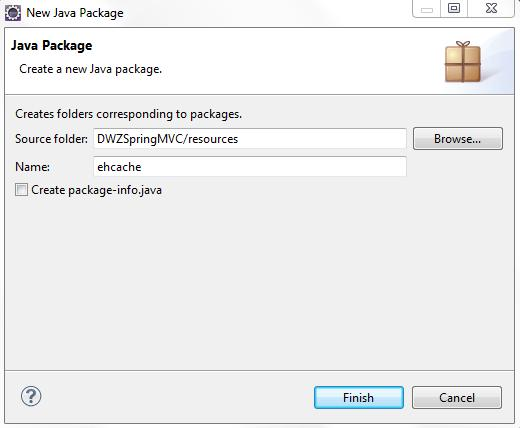 New Java Package
Java Package
Create a new Java package.
Creates folders corresponding to packages.
Source folder: DWZSpringMVC/resources Browse...
Name: ehcache
Create package-info.java
? Finish Cancel